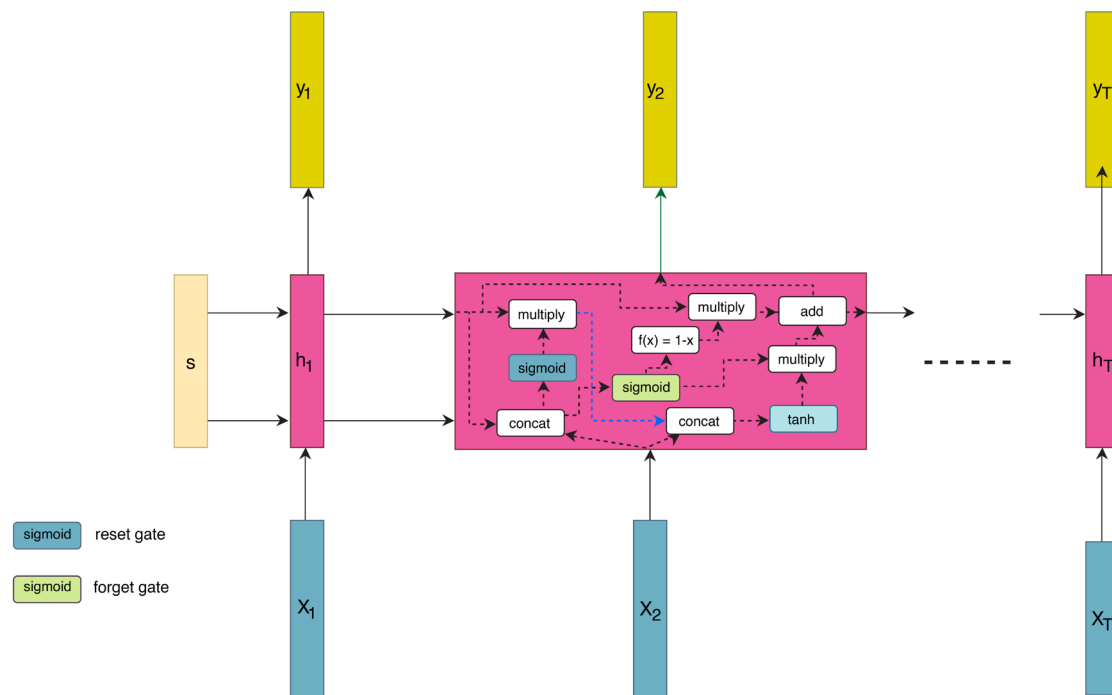 y1
y2
yT
s
h1
multiply
multiply
add
f(x) = 1-x
sigmoid
multiply
sigmoid
concat
concat
tanh
hT
sigmoid
reset gate
sigmoid
forget gate
X1
X2
XT